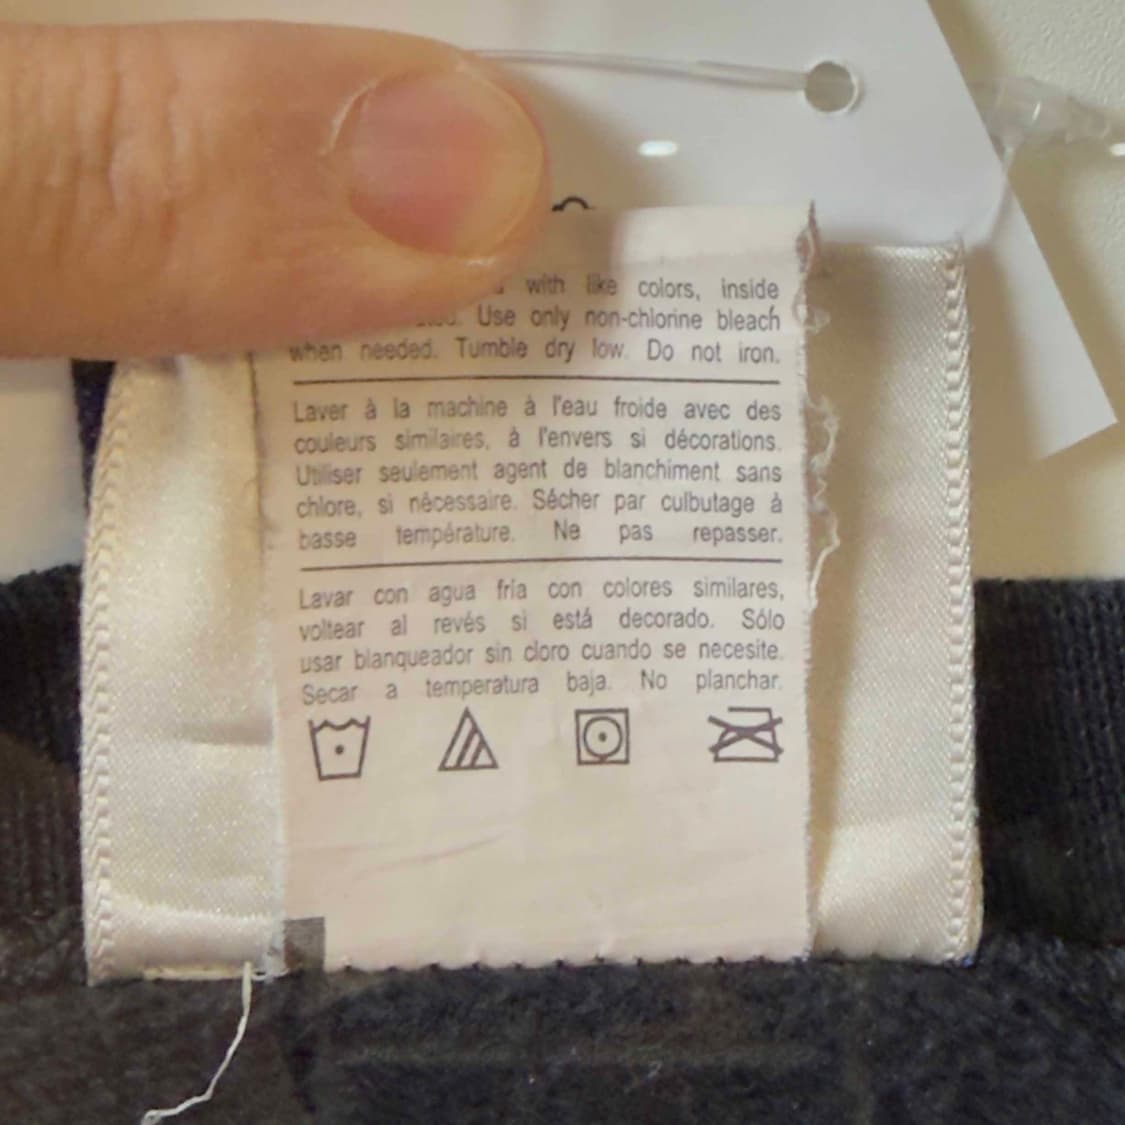 with like colors, inside
Use only non-chlorine bleach
when needed. Tumble dry low. Do not iron.
Laver à la machine à l'eau froide avec des
couleurs similaires, à l'envers si décorations.
Utiliser seulement agent de blanchiment sans
chlore, si nécessaire. Sécher par culbutage à
basse température. Ne pas repasser.
Lavar con agua fría con colores similares,
voltear al revés si está decorado. Sólo
usar blanqueador sin cloro cuando se necesite.
Secar a temperatura baja. No planchar.